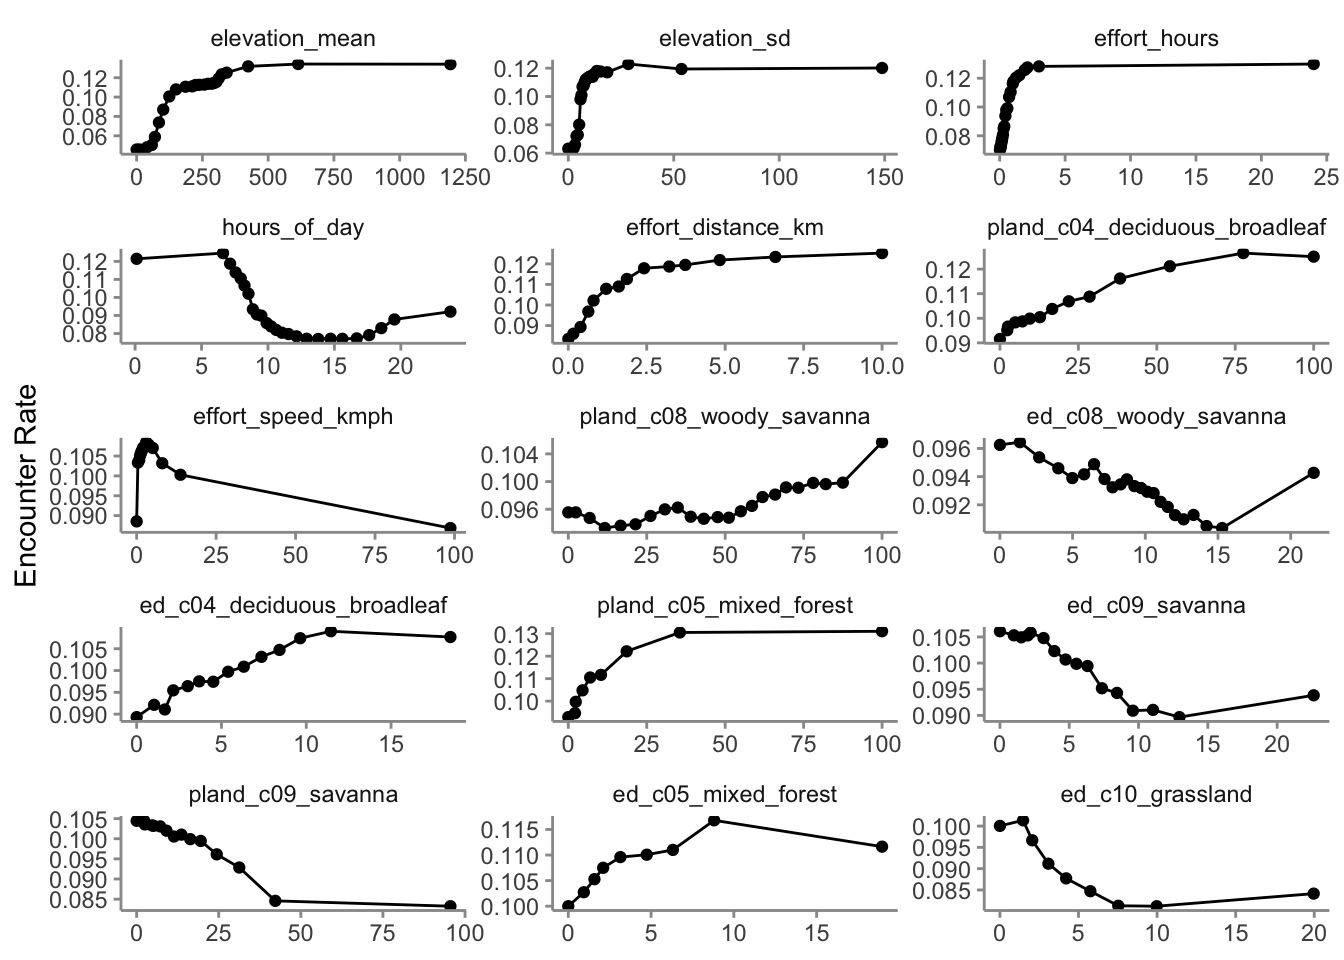 elevation_mean
0.12
0.10
0.08
0.06
0 250 500 750 1000 1250
elevation_sd
0.12
0.10
0.08
0.06
0 50 100 150
effort_hours
0.12
0.10
0.08
0 5 10 15 20 25
hours_of_day
0.12
0.11
0.10
0.09
0.08
0 5 10 15 20
effort_distance_km
0.12
0.11
0.10
0.09
0.0 2.5 5.0 7.5 10.0
pland_c04_deciduous_broadleaf
0.12
0.11
0.10
0.09
0 25 50 75 100
Encounter Rate
effort_speed_kmph
0.105
0.100
0.095
0.090
0 25 50 75 100
pland_c08_woody_savanna
0.104
0.100
0.096
0 25 50 75 100
ed_c08_woody_savanna
0.096
0.094
0.092
0 5 10 15 20
ed_c04_deciduous_broadleaf
0.105
0.100
0.095
0.090
0 5 10 15
pland_c05_mixed_forest
0.13
0.12
0.11
0.10
0 25 50 75 100
ed_c09_savanna
0.105
0.100
0.095
0.090
0 5 10 15 20
pland_c09_savanna
0.105
0.100
0.095
0.090
0.085
0 25 50 75 100
ed_c05_mixed_forest
0.115
0.110
0.105
0.100
0 5 10 15
ed_c10_grassland
0.100
0.095
0.090
0.085
0 5 10 15 20